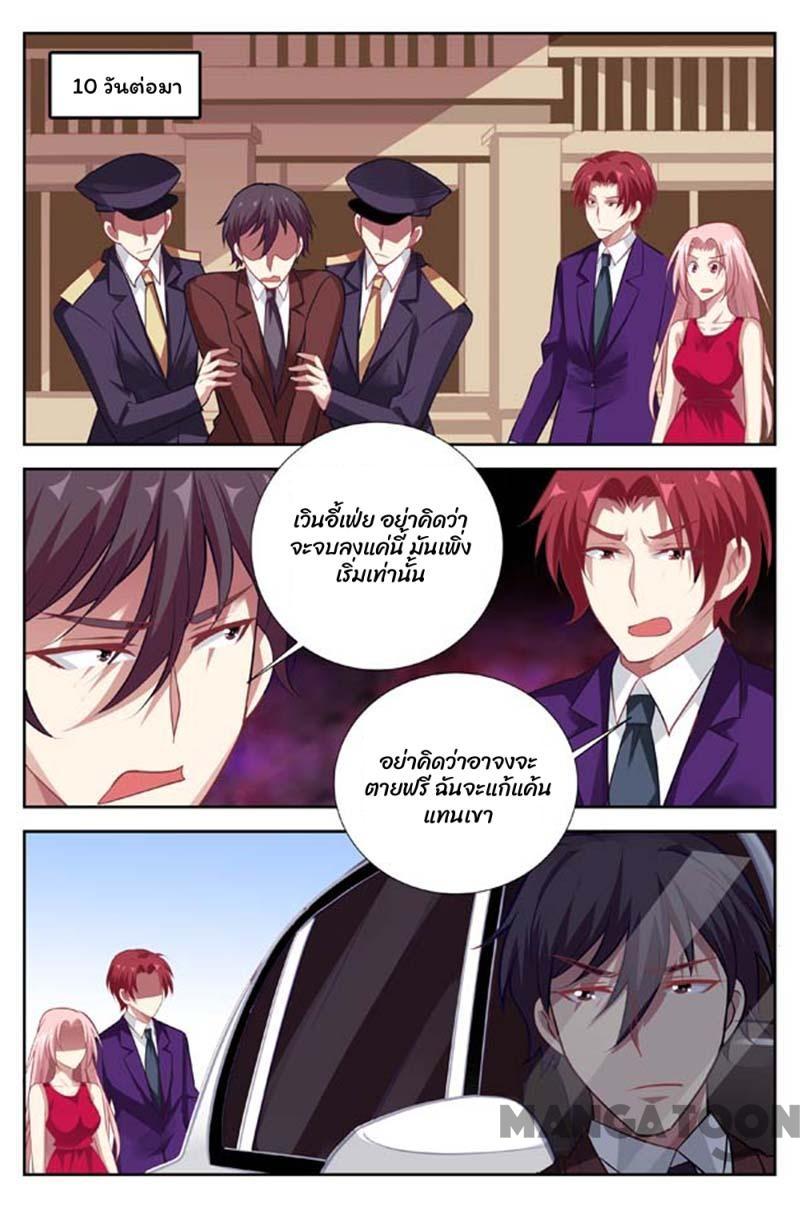 10 วันต่อมา
เวินอี้เฟ่ย อย่าคิดว่า
จะจบลงแค่นี้ มันเพิ่ง
เริ่มเท่านั้น
อย่าคิดว่าอาจงจะ
ตายฟรี ฉันจะแก้แค้น
แทนเขา
MANGATOON